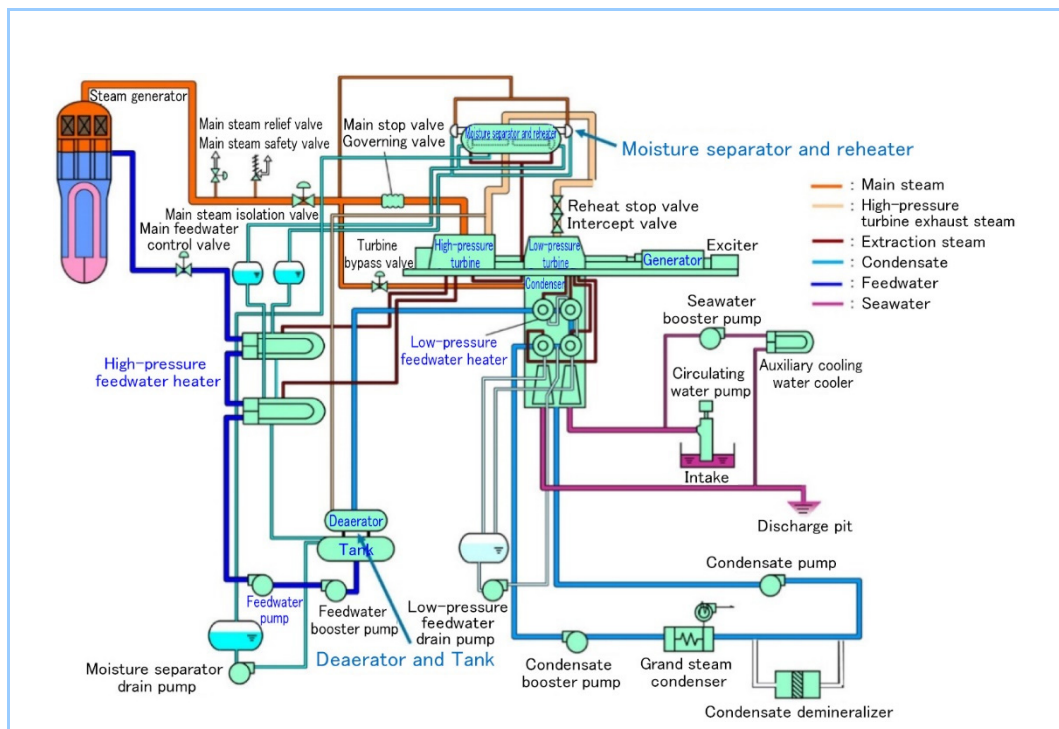 Steam generator
Main steam relief valve
Main steam safety valve
Main stop valve
Governing valve
Moisture separator and reheater
Moisture separator and reheater
: Main steam
: High-pressure
turbine exhaust steam
: Extraction steam
: Condensate
: Feedwater
: Seawater
Main steam isolation valve
Main feedwater
control valve
Reheat stop valve
Intercept valve
Turbine
bypass valve
High-pressure
turbine
Low-pressure
turbine
Generator
Exciter
Condenser
High-pressure
feedwater heater
Low-pressure
feedwater heater
Seawater
booster pump
Auxiliary cooling
water cooler
Circulating
water pump
Intake
Discharge pit
Deaerator
Tank
Feedwater
pump
Feedwater
booster pump
Low-pressure
feedwater
drain pump
Deaerator and Tank
Moisture separator
drain pump
Condensate pump
Condensate
booster pump
Grand steam
condenser
Condensate demineralizer